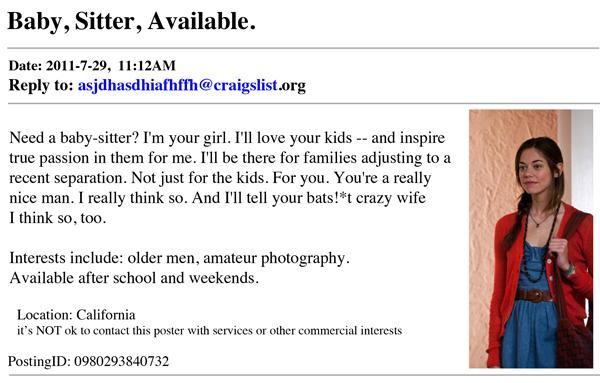 Baby, Sitter, Available.
Date: 2011-7-29, 11:12AM
Reply to: asjdhasdhiafhffh@craigslist.org
Need a baby-sitter? I'm your girl. I'll love your kids -- and inspire
true passion in them for me. I'll be there for families adjusting to a
recent separation. Not just for the kids. For you. You're a really
nice man. I really think so. And I'll tell your bats!*t crazy wife
I think so, too.
Interests include: older men, amateur photography.
Available after school and weekends.
Location: California
it's NOT ok to contact this poster with services or other commercial interests
PostingID: 0980293840732